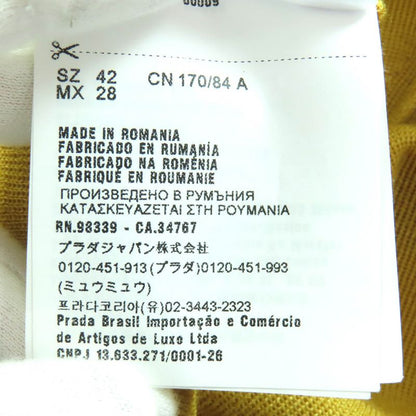 00009
SZ 42 CN 170/84 A
MX 28
MADE IN ROMANIA
FABRICADO EN RUMANÍA
FABRICADO NA ROMÉNIA
FABRIQUÉ EN ROUMANIE
ПРОИЗВЕДЕНО В РУМЪНИЯ
ΚΑΤΑΣΚΕΥΑΖΕΤΑΙ ΣΤΗ ΡΟΥΜΑΝΙΑ
RN.98339 - CA.34767
プラダジャパン株式会社
0120-451-913(プラダ)0120-451-993
(ミュウミュウ)
프라다코리아(유)02-3443-2323
Prada Brasil Importação e Comércio
de Artigos de Luxo Ltda
CNPJ 13.633.271/0001-26